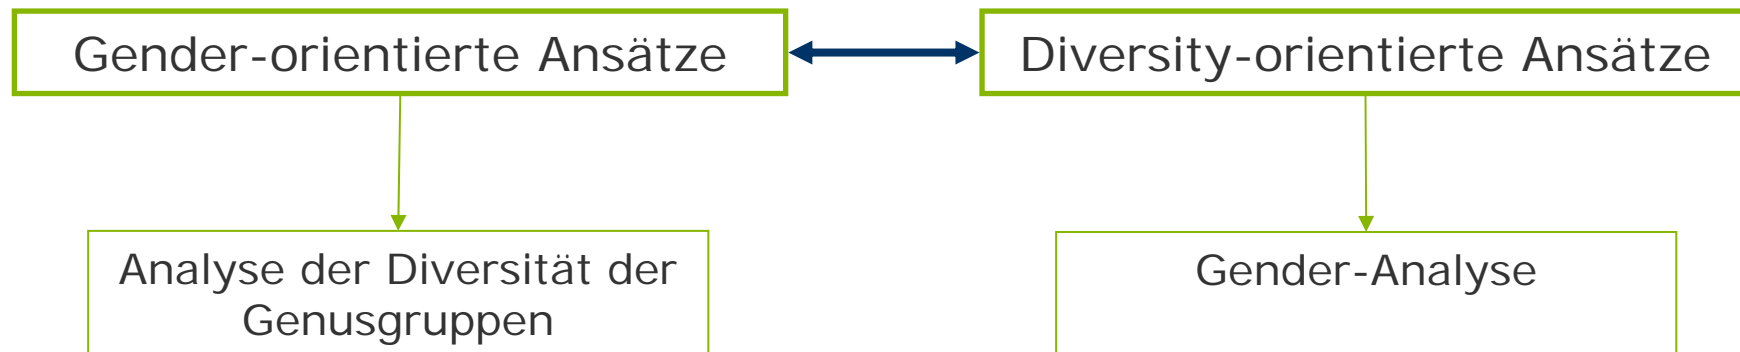 Gender-orientierte Ansätze
Diversity-orientierte Ansätze
Analyse der Diversität der
Genusgruppen
Gender-Analyse